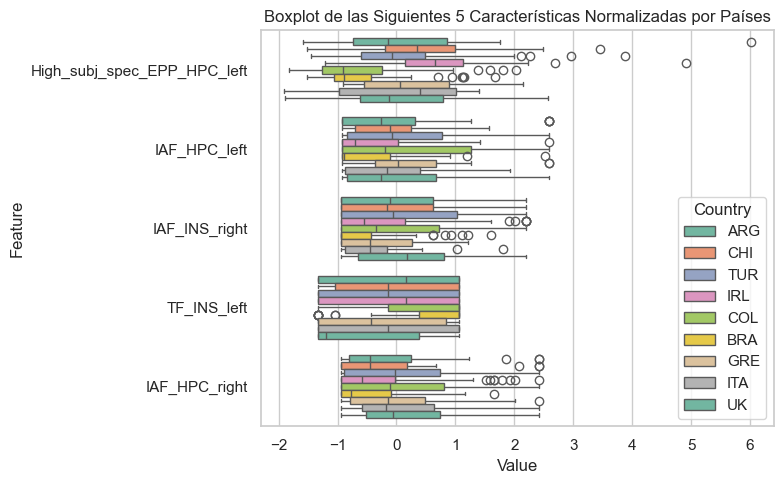 Boxplot de las Siguientes 5 Características Normalizadas por Países
Feature
High_subj_spec_EPP_HPC_left
IAF_HPC_left
IAF_INS_right
TF_INS_left
IAF_HPC_right
Country
ARG
CHI
TUR
IRL
COL
BRA
GRE
ITA
UK
−2 −1 0 1 2 3 4 5 6
Value